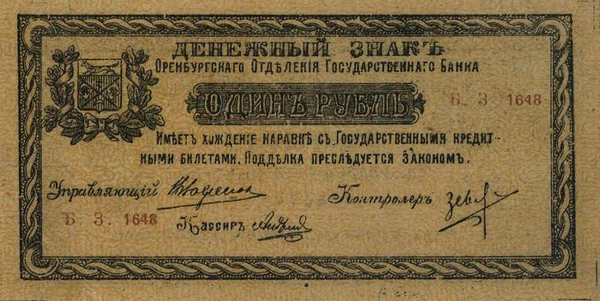 ДЕНЕЖНЫЙ ЗНАКЪ
ОРЕНБУРГСКАГО ОТДѢЛЕНІЯ ГОСУДАРСТВЕННАГО БАНКА
ОДИНЪ РУБЛЬ
Б. З 1648
ИМѢЕТЪ ХОЖДЕНІЕ НАРАВНѢ СЪ ГОСУДАРСТВЕННЫМИ КРЕДИТ-
НЫМИ БИЛЕТАМИ. ПОДДѢЛКА ПРЕСЛѢДУЕТСЯ ЗАКОНОМЪ.
Управляющій
Контролеръ
Б. З. 1648
Кассиръ